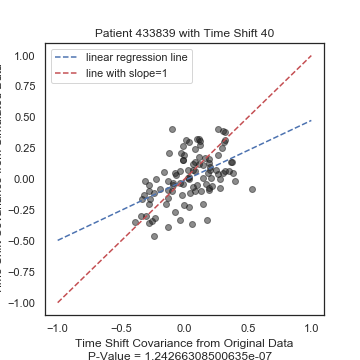 Patient 433839 with Time Shift 40
linear regression line
line with slope=1
1.00
0.75
0.50
0.25
0.00
−0.25
−0.50
−0.75
−1.00
−1.0
−0.5
0.0
0.5
1.0
Time Shift Covariance from Original Data
P-Value = 1.24266308500635e-07